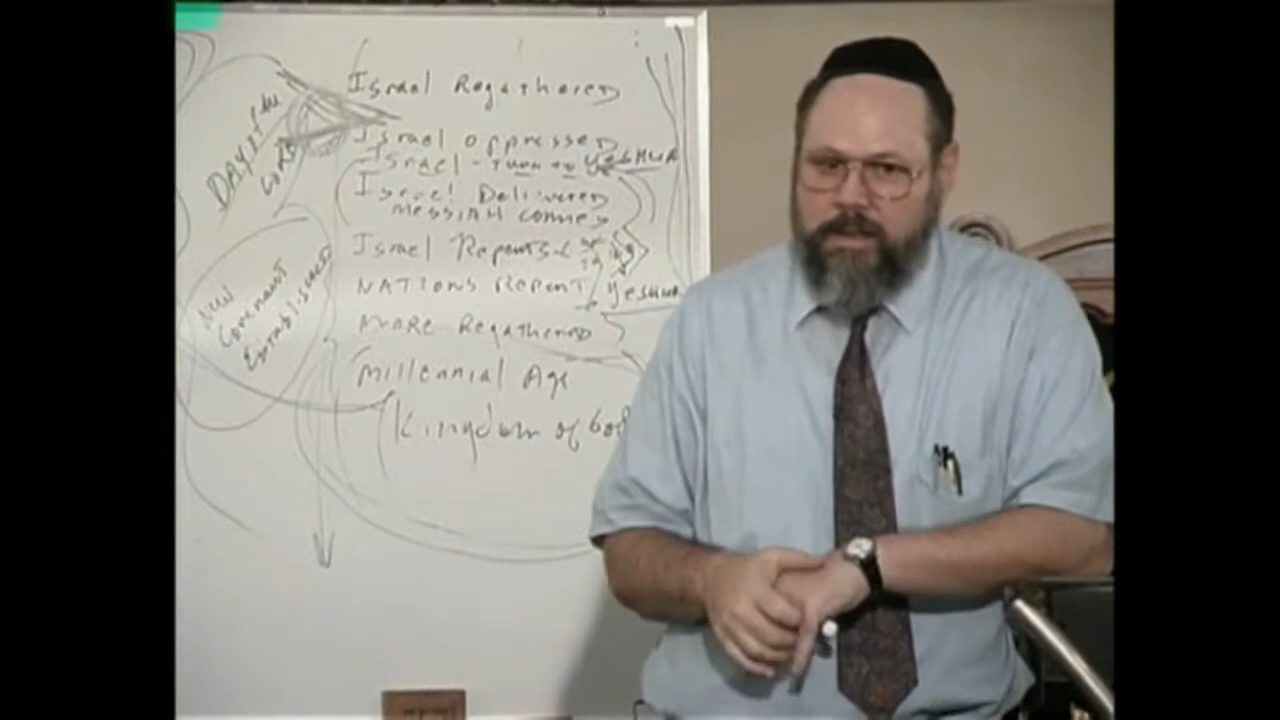 Israel Regathered
Israel oppressed
Israel - Turn to YESHUA
Israel Delivered
MESSIAH comes
Israel Repents
NATIONS Repent YESHUA
MORE Regathered
Millennial Age
Kingdom of God
DAY of the
LORD
New
Covenant
Established